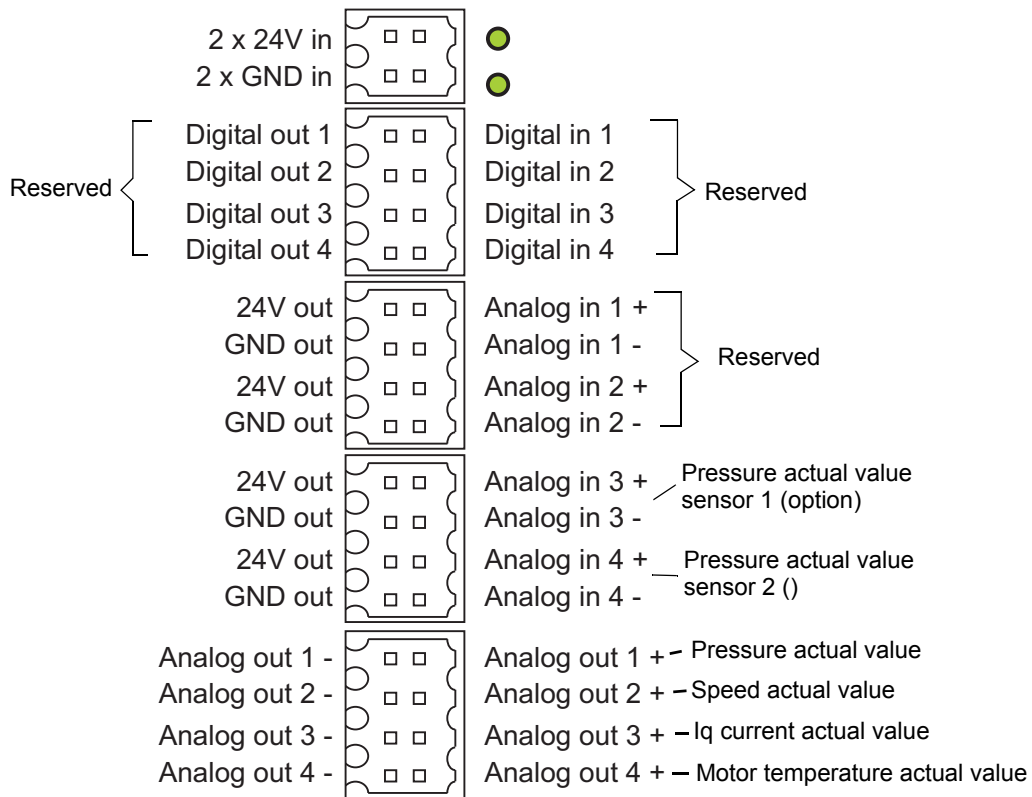 2 x 24V in
2 x GND in
Reserved
Digital out 1
Digital out 2
Digital out 3
Digital out 4
Digital in 1
Digital in 2
Digital in 3
Digital in 4
Reserved
24V out
GND out
24V out
GND out
Analog in 1 +
Analog in 1 -
Analog in 2 +
Analog in 2 -
Reserved
24V out
GND out
24V out
GND out
Analog in 3 +
Analog in 3 -
Analog in 4 +
Analog in 4 -
Pressure actual value
sensor 1 (option)
Pressure actual value
sensor 2 ()
Analog out 1 -
Analog out 2 -
Analog out 3 -
Analog out 4 -
Analog out 1 +
Analog out 2 +
Analog out 3 +
Analog out 4 +
Pressure actual value
Speed actual value
Iq current actual value
Motor temperature actual value